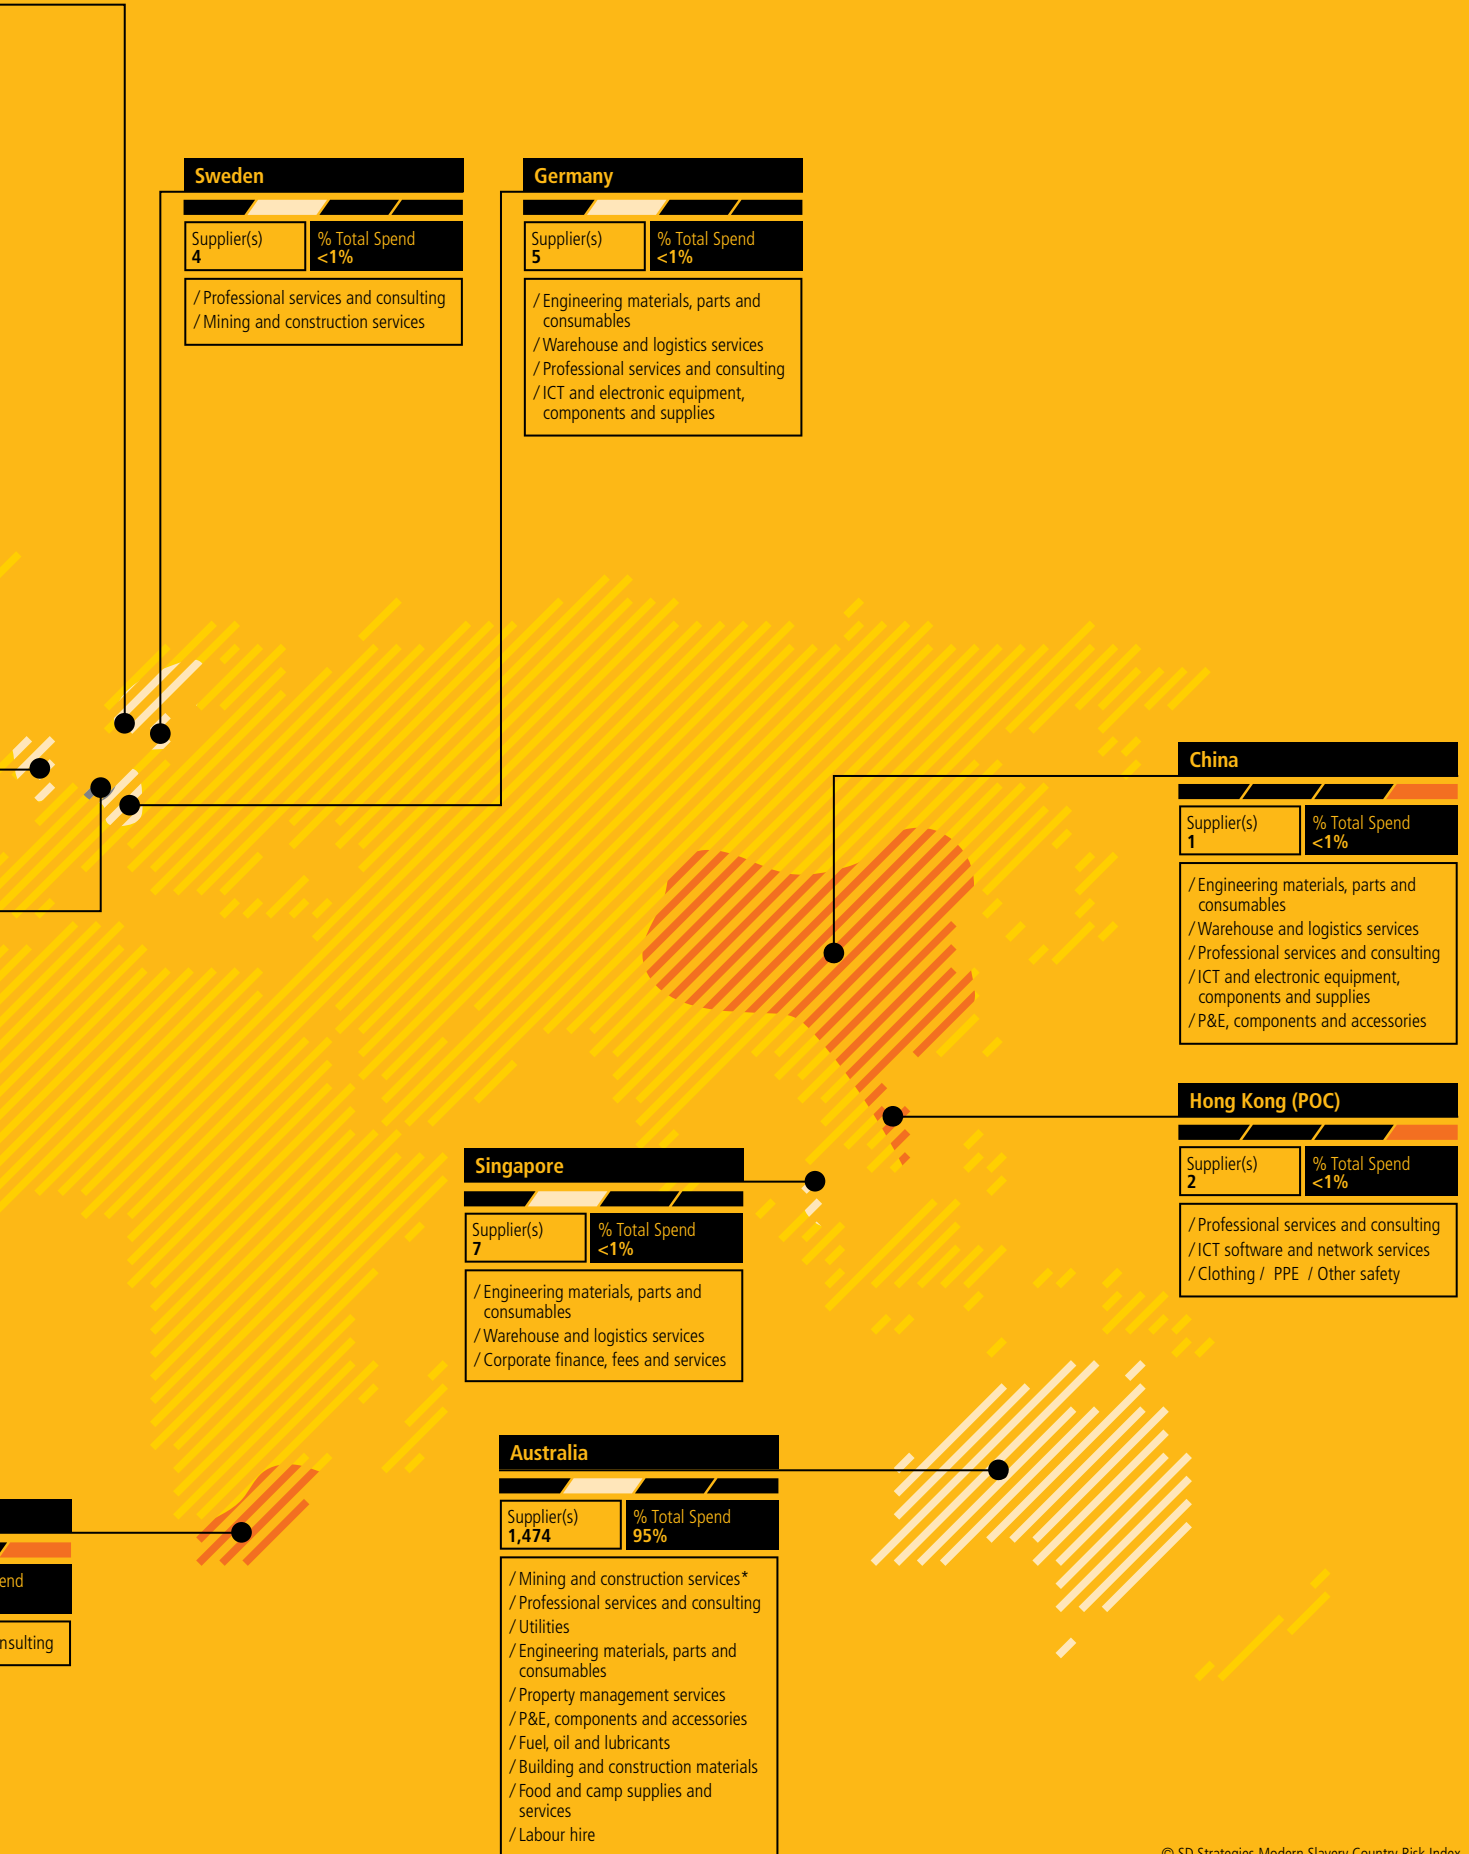 Sweden
Supplier(s)
4
% Total Spend
<1%
/ Professional services and consulting
/ Mining and construction services
Germany
Supplier(s)
5
% Total Spend
<1%
/ Engineering materials, parts and
consumables
/ Warehouse and logistics services
/ Professional services and consulting
/ ICT and electronic equipment,
components and supplies
China
Supplier(s)
1
% Total Spend
<1%
/ Engineering materials, parts and
consumables
/ Warehouse and logistics services
/ Professional services and consulting
/ ICT and electronic equipment,
components and supplies
/ P&E, components and accessories
Hong Kong (POC)
Supplier(s)
2
% Total Spend
<1%
/ Professional services and consulting
/ ICT software and network services
/ Clothing / PPE / Other safety
Singapore
Supplier(s)
7
% Total Spend
<1%
/ Engineering materials, parts and
consumables
/ Warehouse and logistics services
/ Corporate finance, fees and services
Australia
Supplier(s)
1,474
% Total Spend
95%
/ Mining and construction services*
/ Professional services and consulting
/ Utilities
/ Engineering materials, parts and
consumables
/ Property management services
/ P&E, components and accessories
/ Fuel, oil and lubricants
/ Building and construction materials
/ Food and camp supplies and
services
/ Labour hire
end
nsulting
© SD Strategies Modern Slavery Country Risk Index